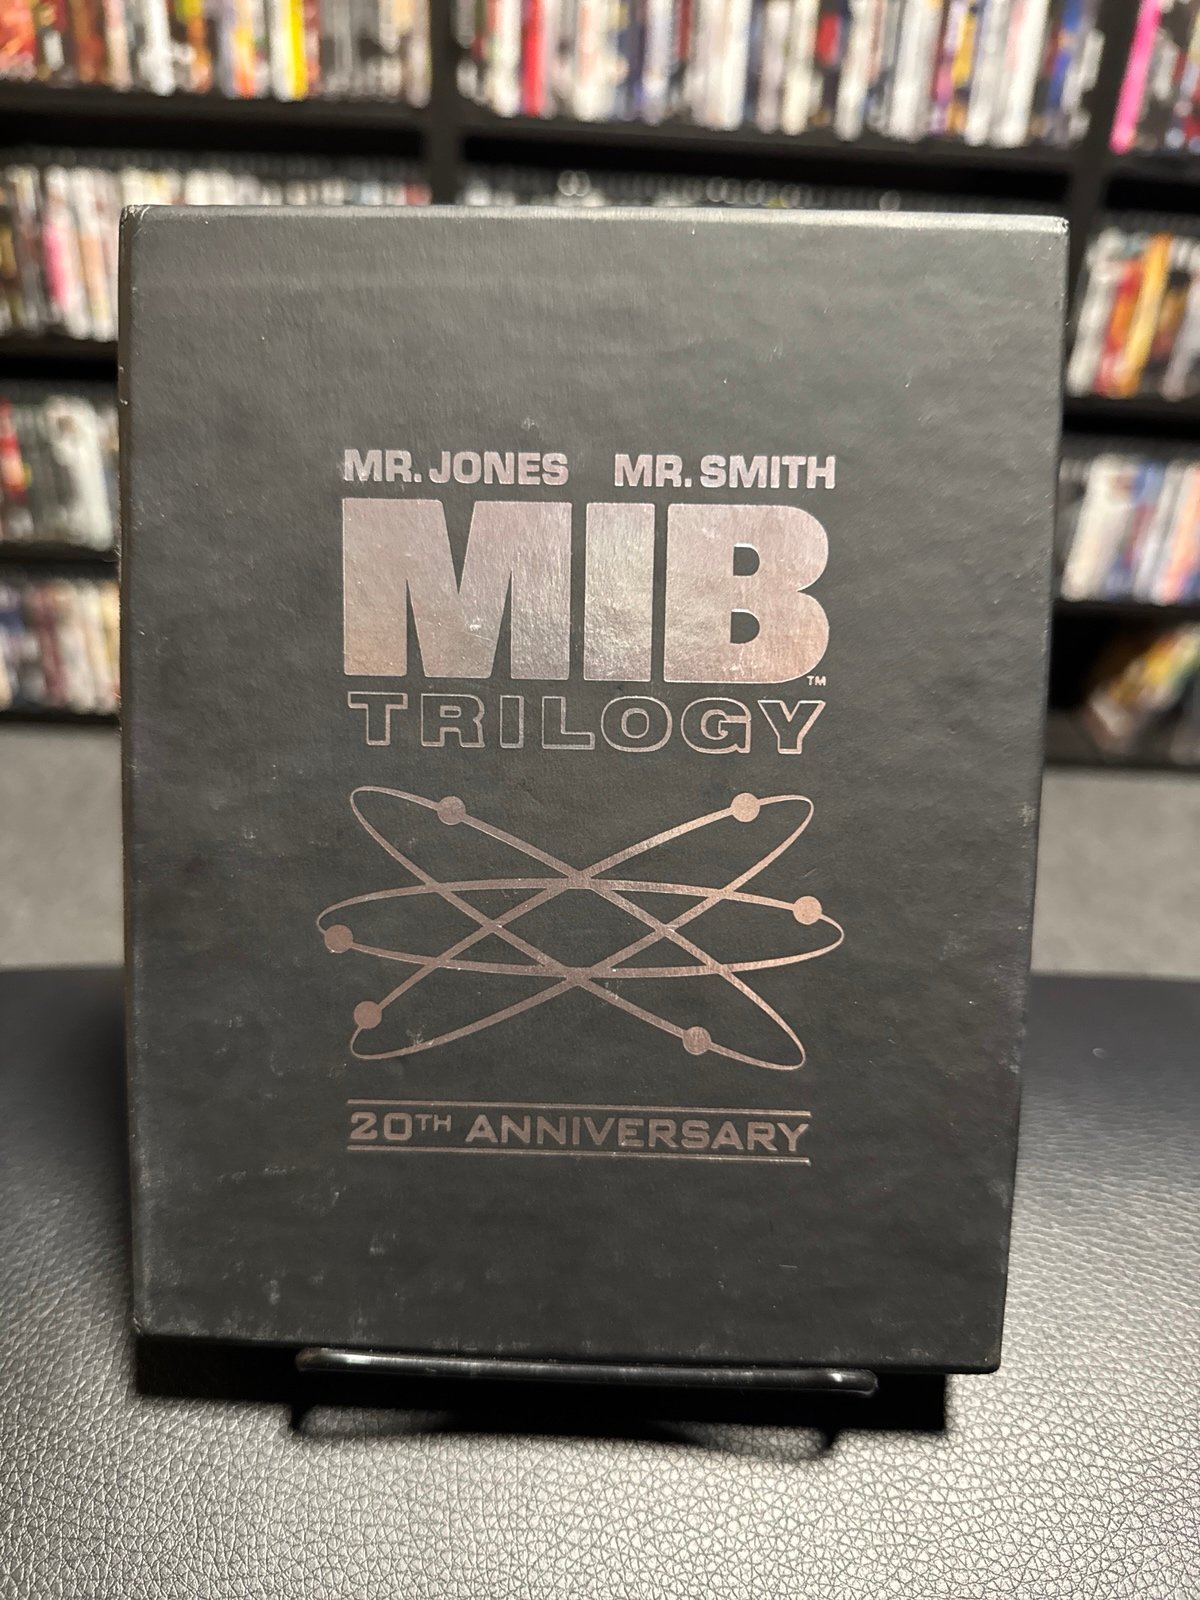 MR. JONES MR. SMITH
MIB™
TRILOGY
20TH ANNIVERSARY